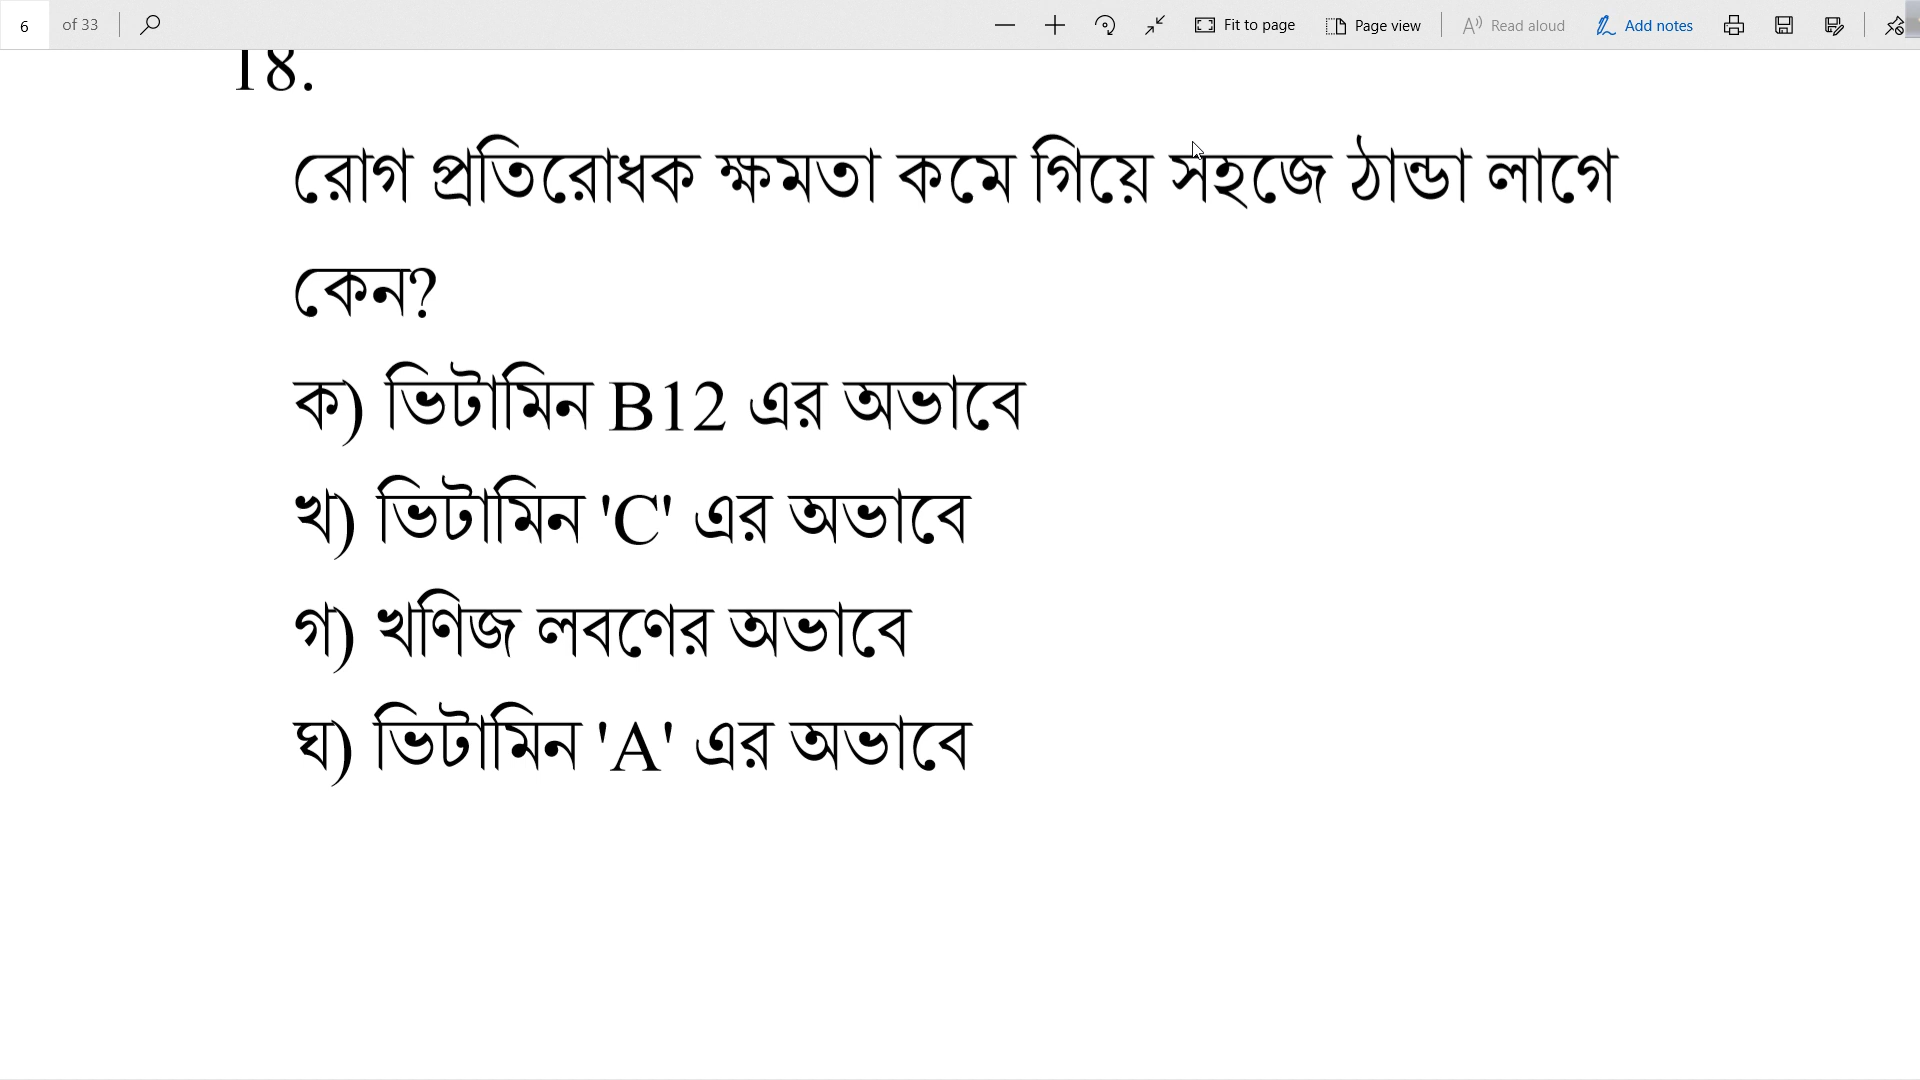 6 of 33 Fit to page Page view Read aloud Add notes
18.
রোগ প্রতিরোধক ক্ষমতা কমে গিয়ে সহজে ঠান্ডা লাগে
কেন?
ক) ভিটামিন B12 এর অভাবে
খ) ভিটামিন 'C' এর অভাবে
গ) খণিজ লবণের অভাবে
ঘ) ভিটামিন 'A' এর অভাবে